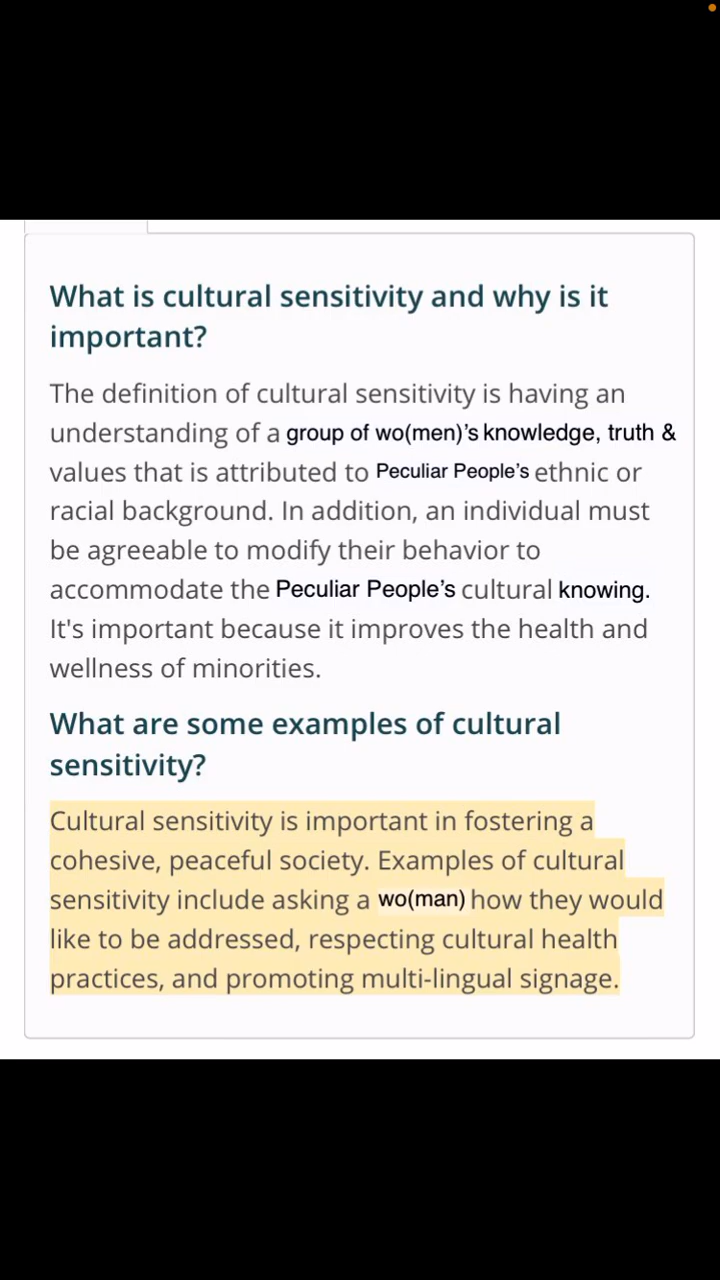 What is cultural sensitivity and why is it
important?
The definition of cultural sensitivity is having an
understanding of a group of wo(men)’s knowledge, truth &
values that is attributed to Peculiar People’s ethnic or
racial background. In addition, an individual must
be agreeable to modify their behavior to
accommodate the Peculiar People’s cultural knowing.
It's important because it improves the health and
wellness of minorities.
What are some examples of cultural
sensitivity?
Cultural sensitivity is important in fostering a
cohesive, peaceful society. Examples of cultural
sensitivity include asking a wo(man) how they would
like to be addressed, respecting cultural health
practices, and promoting multi-lingual signage.